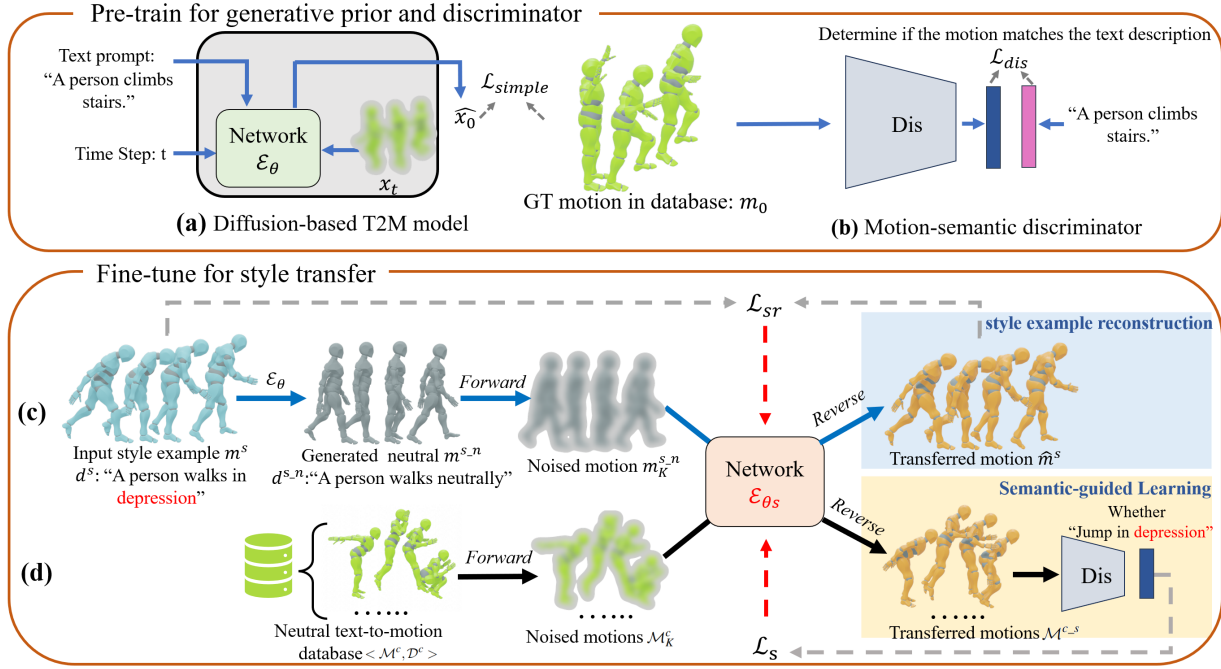 Pre-train for generative prior and discriminator
Text prompt:
“A person climbs
stairs.”
Time Step: t
Network
ℰ_θ
x_t
x̂_0
ℒ_simple
(a) Diffusion-based T2M model
GT motion in database: m_0
Determine if the motion matches the text description
ℒ_dis
Dis
“A person climbs
stairs.”
(b) Motion-semantic discriminator
Fine-tune for style transfer
ℒ_sr
style example reconstruction
(c)
ℰ_θ
Forward
Reverse
Input style example m^s
d^s: “A person walks in
depression”
Generated neutral m^{s_n}
d^{s_n}:“A person walks neutrally”
Noised motion m_K^{s_n}
Network
ℰ_θs
Transferred motion m̂^s
Semantic-guided Learning
Whether
“Jump in depression”
(d)
Forward
Reverse
Dis
......
......
......
Neutral text-to-motion
database < ℳ^c, 𝒟^c >
Noised motions ℳ_K^c
ℒ_s
Transferred motions ℳ^{c_s}